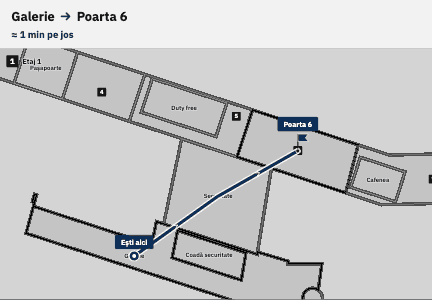 Galerie → Poarta 6
≈ 1 min pe jos
1 Etaj 1
Pașapoarte
4
Duty free
5
Poarta 6
Cafenea
Ești aici
Coadă securitate